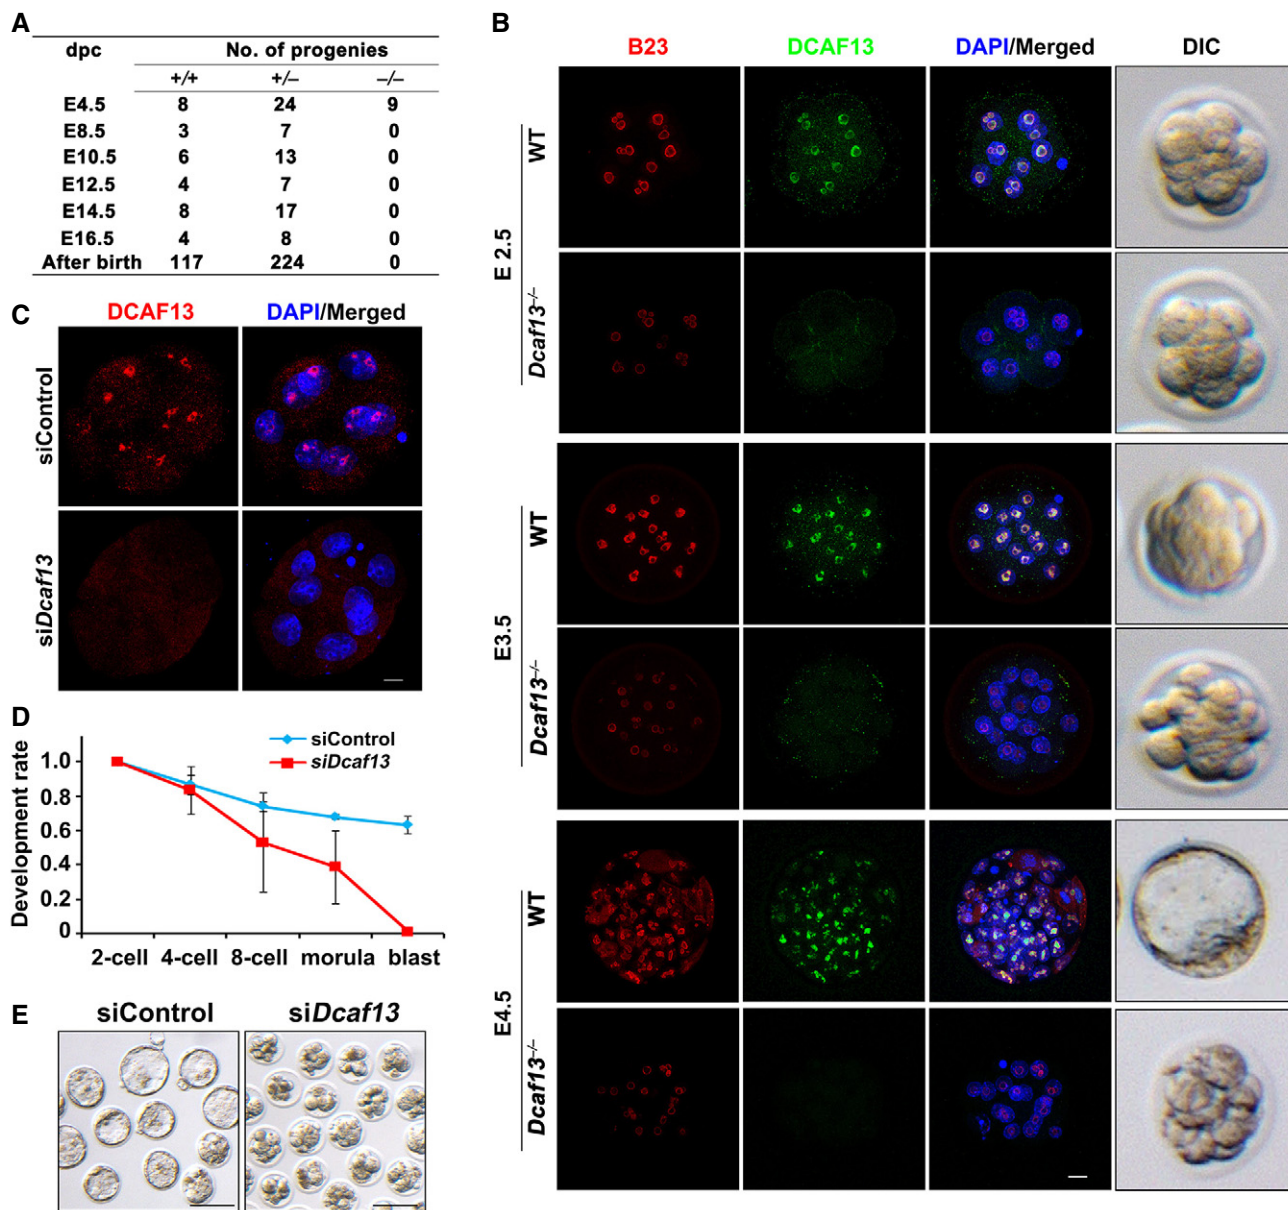 A
dpc No. of progenies
+/+ +/– –/–
E4.5 8 24 9
E8.5 3 7 0
E10.5 6 13 0
E12.5 4 7 0
E14.5 8 17 0
E16.5 4 8 0
After birth 117 224 0
B
B23 DCAF13 DAPI/Merged DIC
E 2.5
WT
Dcaf13–/–
E3.5
WT
Dcaf13–/–
E4.5
WT
Dcaf13–/–
C
DCAF13 DAPI/Merged
siControl
siDcaf13
D
Development rate
siControl
siDcaf13
1.0
0.8
0.6
0.4
0.2
0
2-cell 4-cell 8-cell morula blast
E
siControl siDcaf13